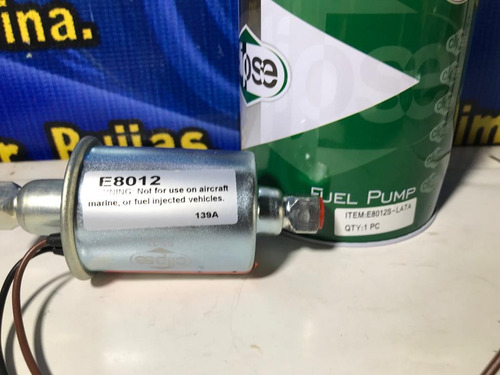 ina.
r Bujias
im
FUEL PUMP
ITEM:E8012S-LATA
QTY:1 PC
E8012
Not for use on aircraft
marine, or fuel injected vehicles.
139A